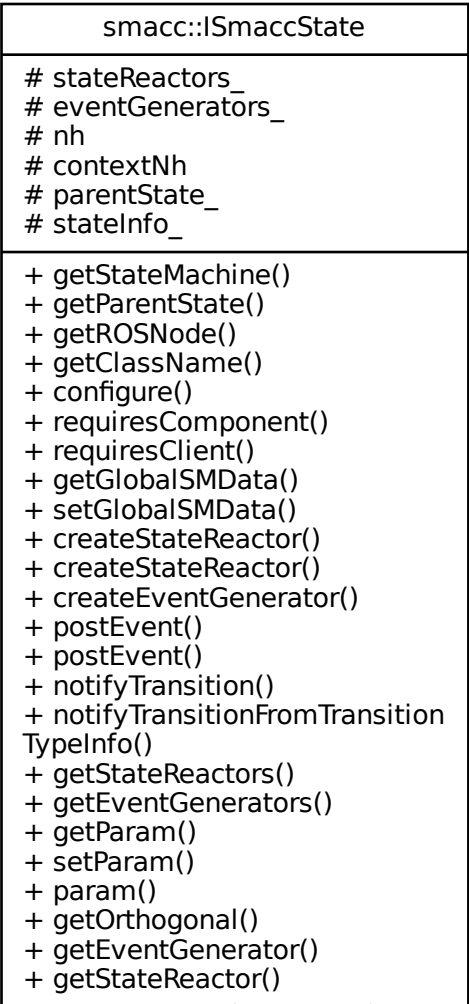 smacc::ISmaccState
# stateReactors_
# eventGenerators_
# nh
# contextNh
# parentState_
# stateInfo_
+ getStateMachine()
+ getParentState()
+ getROSNode()
+ getClassName()
+ configure()
+ requiresComponent()
+ requiresClient()
+ getGlobalSMData()
+ setGlobalSMData()
+ createStateReactor()
+ createStateReactor()
+ createEventGenerator()
+ postEvent()
+ postEvent()
+ notifyTransition()
+ notifyTransitionFromTransition
TypeInfo()
+ getStateReactors()
+ getEventGenerators()
+ getParam()
+ setParam()
+ param()
+ getOrthogonal()
+ getEventGenerator()
+ getStateReactor()